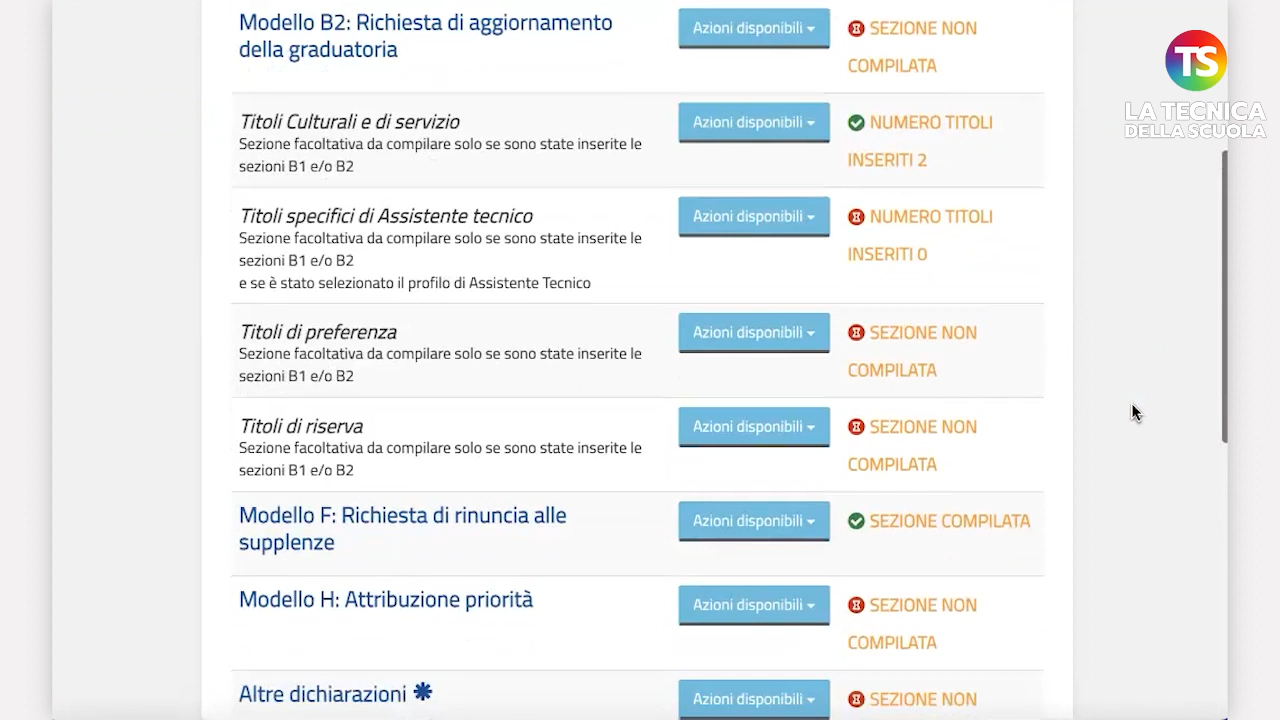 Modello B2: Richiesta di aggiornamento
della graduatoria
Azioni disponibili
SEZIONE NON
COMPILATA
TS
LA TECNICA
DELLA SCUOLA
Titoli Culturali e di servizio
Sezione facoltativa da compilare solo se sono state inserite le
sezioni B1 e/o B2
Azioni disponibili
NUMERO TITOLI
INSERITI 2
Titoli specifici di Assistente tecnico
Sezione facoltativa da compilare solo se sono state inserite le
sezioni B1 e/o B2
e se è stato selezionato il profilo di Assistente Tecnico
Azioni disponibili
NUMERO TITOLI
INSERITI 0
Titoli di preferenza
Sezione facoltativa da compilare solo se sono state inserite le
sezioni B1 e/o B2
Azioni disponibili
SEZIONE NON
COMPILATA
Titoli di riserva
Sezione facoltativa da compilare solo se sono state inserite le
sezioni B1 e/o B2
Azioni disponibili
SEZIONE NON
COMPILATA
Modello F: Richiesta di rinuncia alle
supplenze
Azioni disponibili
SEZIONE COMPILATA
Modello H: Attribuzione priorità
Azioni disponibili
SEZIONE NON
COMPILATA
Altre dichiarazioni ✱
Azioni disponibili
SEZIONE NON